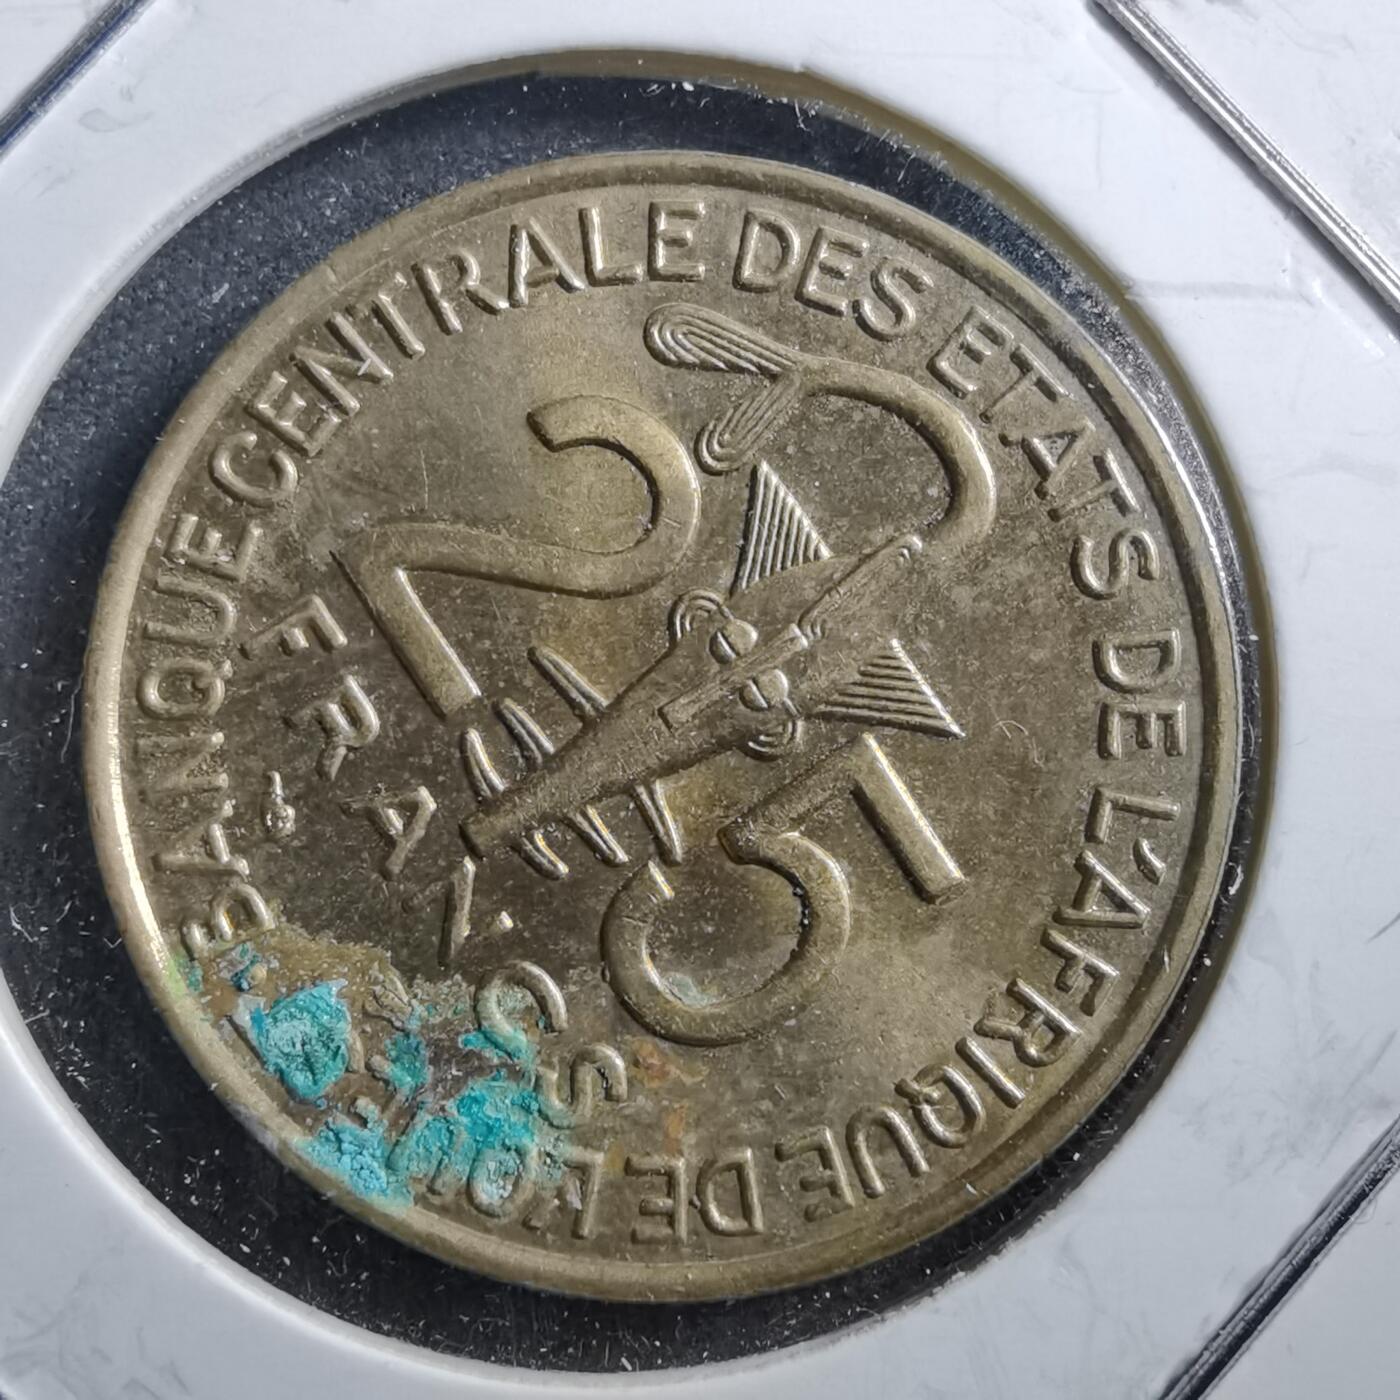 BANQUE CENTRALE DES ETATS DE L'AFRIQUE DE L'OUEST
25
FRANCS